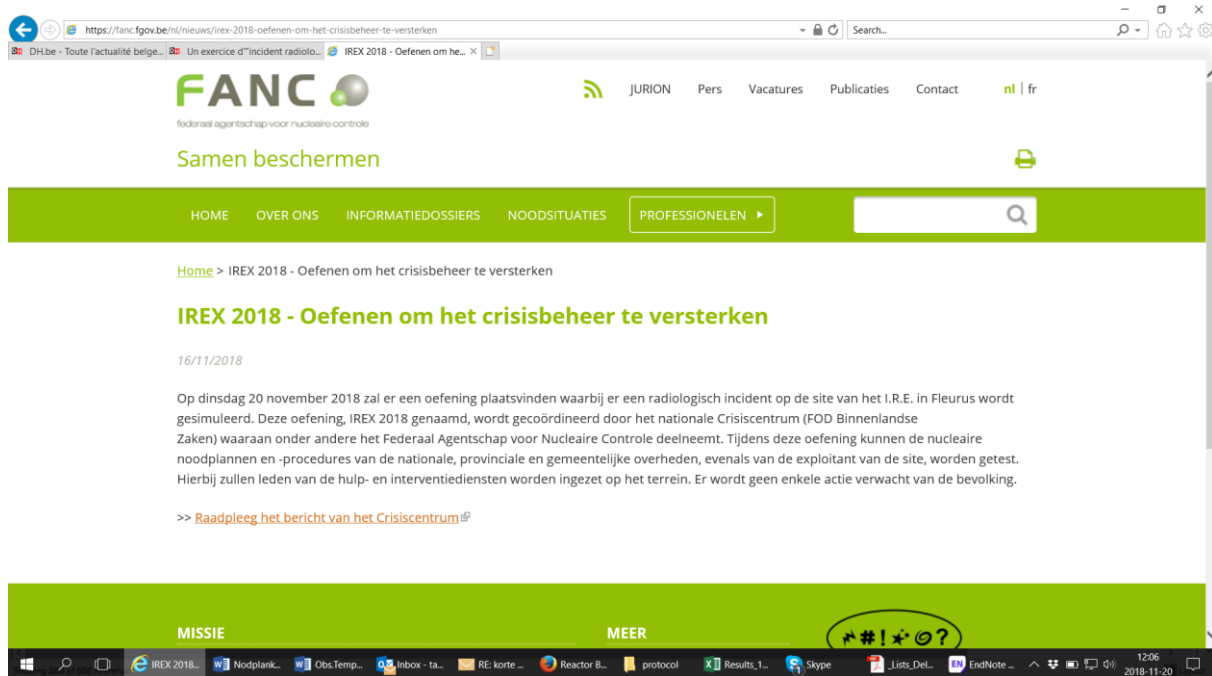 https://fanc.fgov.be/nl/nieuws/irex-2018-oefenen-om-het-crisisbeheer-te-versterken
Search...
DH.be - Toute l'actualité belge...
Un exercice d'"incident radiolo...
IREX 2018 - Oefenen om he...
FANC
federaal agentschap voor nucleaire controle
JURION Pers Vacatures Publicaties Contact nl | fr
Samen beschermen
HOME OVER ONS INFORMATIEDOSSIERS NOODSITUATIES PROFESSIONELEN
Home > IREX 2018 - Oefenen om het crisisbeheer te versterken
IREX 2018 - Oefenen om het crisisbeheer te versterken
16/11/2018
Op dinsdag 20 november 2018 zal er een oefening plaatsvinden waarbij er een radiologisch incident op de site van het I.R.E. in Fleurus wordt
gesimuleerd. Deze oefening, IREX 2018 genaamd, wordt gecoördineerd door het nationale Crisiscentrum (FOD Binnenlandse
Zaken) waaraan onder andere het Federaal Agentschap voor Nucleaire Controle deelneemt. Tijdens deze oefening kunnen de nucleaire
noodplannen en -procedures van de nationale, provinciale en gemeentelijke overheden, evenals van de exploitant van de site, worden getest.
Hierbij zullen leden van de hulp- en interventiediensten worden ingezet op het terrein. Er wordt geen enkele actie verwacht van de bevolking.
>> Raadpleeg het bericht van het Crisiscentrum
MISSIE MEER
IREX 2018... Nodplank... Obs.Temp... Inbox - ta... RE: korte ... Reactor B... protocol Results_1... Skype _Lists_Del... EndNote ... 12:06
2018-11-20